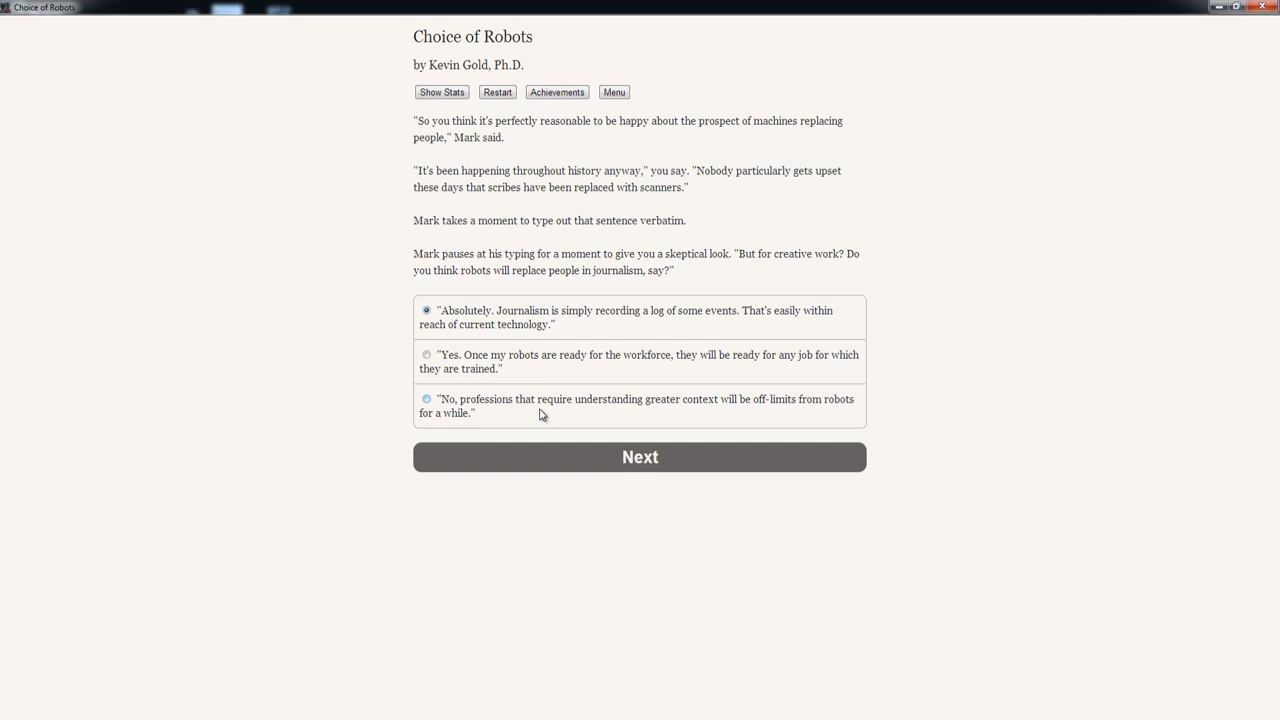 Choice of Robots
Choice of Robots
by Kevin Gold, Ph.D.
Show Stats Restart Achievements Menu
"So you think it's perfectly reasonable to be happy about the prospect of machines replacing
people," Mark said.
"It's been happening throughout history anyway," you say. "Nobody particularly gets upset
these days that scribes have been replaced with scanners."
Mark takes a moment to type out that sentence verbatim.
Mark pauses at his typing for a moment to give you a skeptical look. "But for creative work? Do
you think robots will replace people in journalism, say?"
"Absolutely. Journalism is simply recording a log of some events. That's easily within
reach of current technology."
"Yes. Once my robots are ready for the workforce, they will be ready for any job for which
they are trained."
"No, professions that require understanding greater context will be off-limits from robots
for a while."
Next